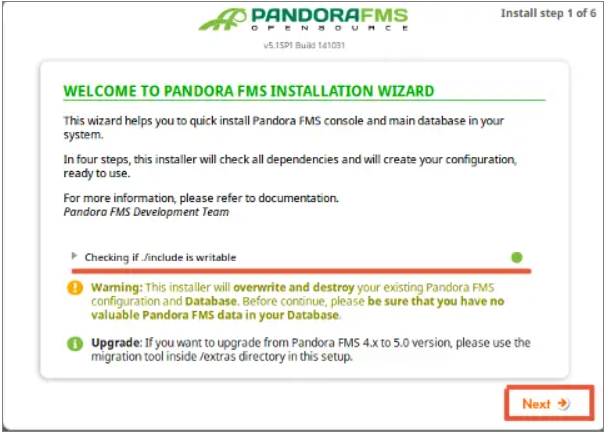 PANDORAFMS
OPENSOURCE
Install step 1 of 6
v5.1SP1 Build 141031
WELCOME TO PANDORA FMS INSTALLATION WIZARD
This wizard helps you to quick install Pandora FMS console and main database in your
system.
In four steps, this installer will check all dependencies and will create your configuration,
ready to use.
For more information, please refer to documentation.
Pandora FMS Development Team
Checking if ./include is writable
Warning: This installer will overwrite and destroy your existing Pandora FMS
configuration and Database. Before continue, please be sure that you have no
valuable Pandora FMS data in your Database.
Upgrade: If you want to upgrade from Pandora FMS 4.x to 5.0 version, please use the
migration tool inside /extras directory in this setup.
Next